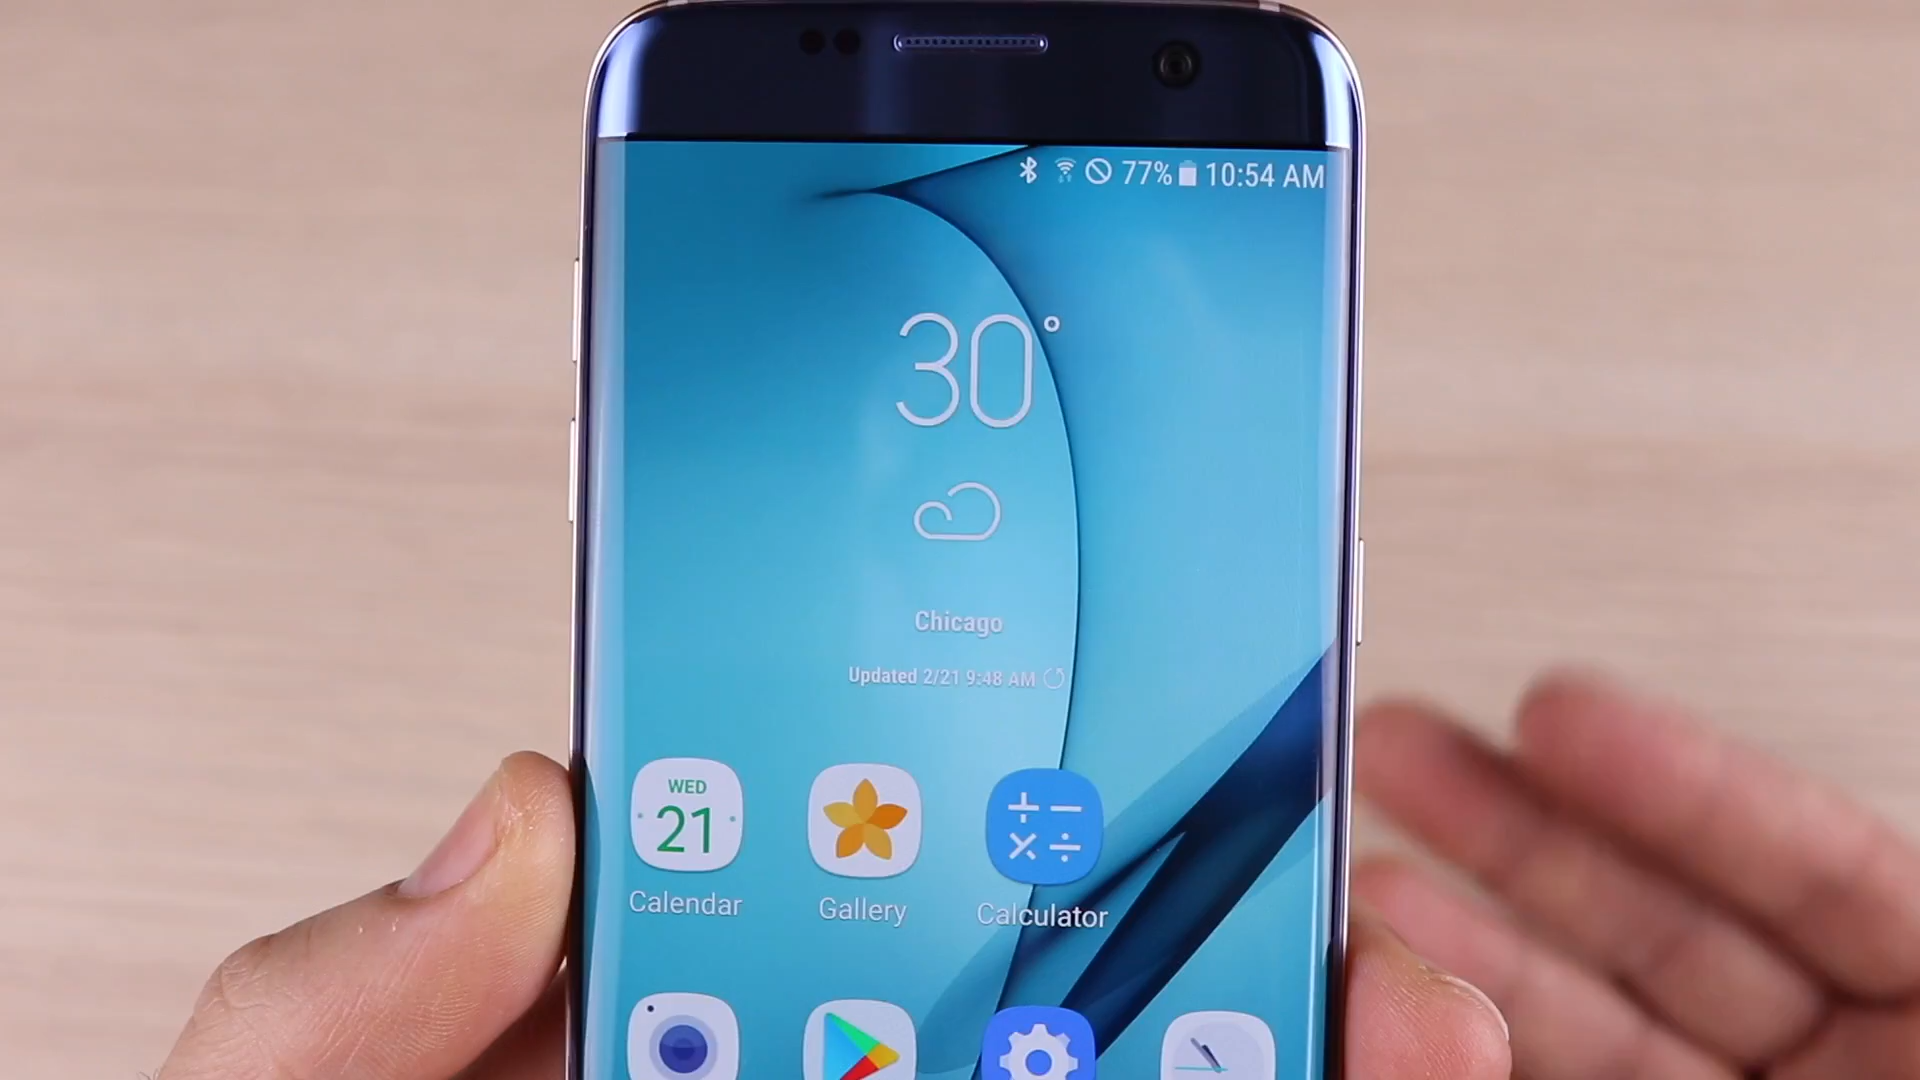 77% 10:54 AM
30°
Chicago
Updated 2/21 9:48 AM
WED
21
Calendar
Gallery
Calculator